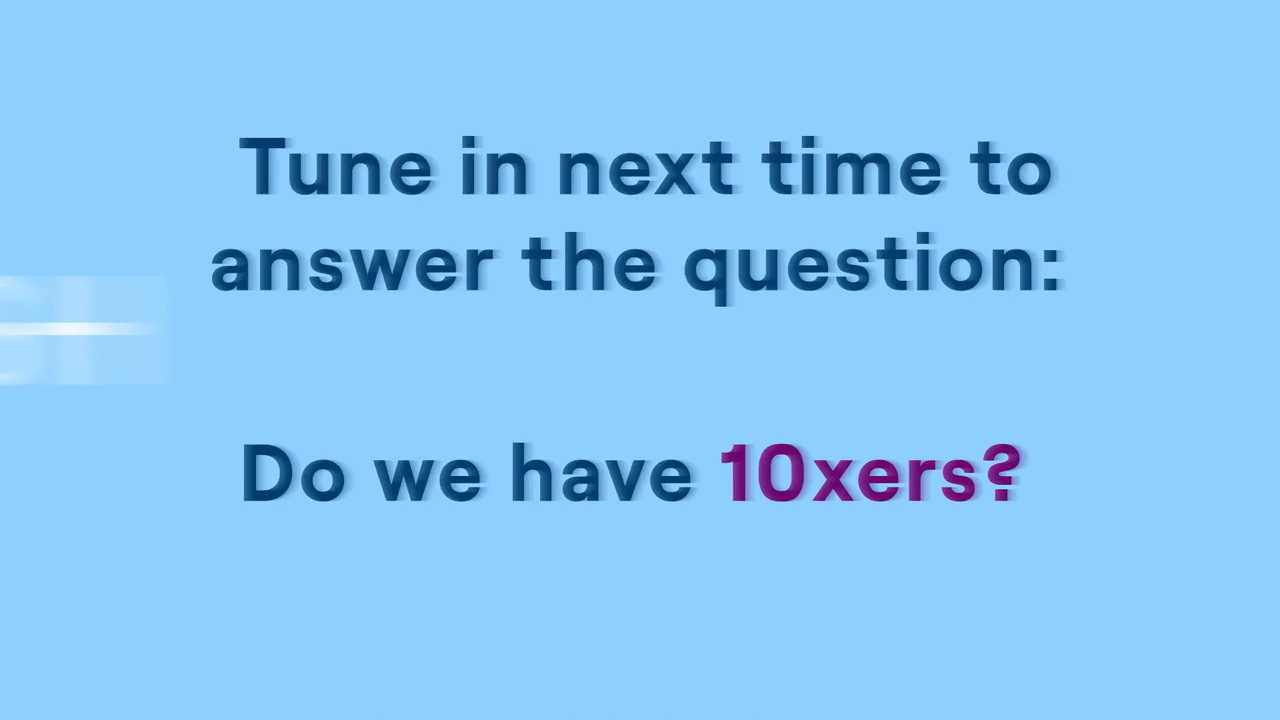 Tune in next time to
answer the question:
Do we have 10xers?